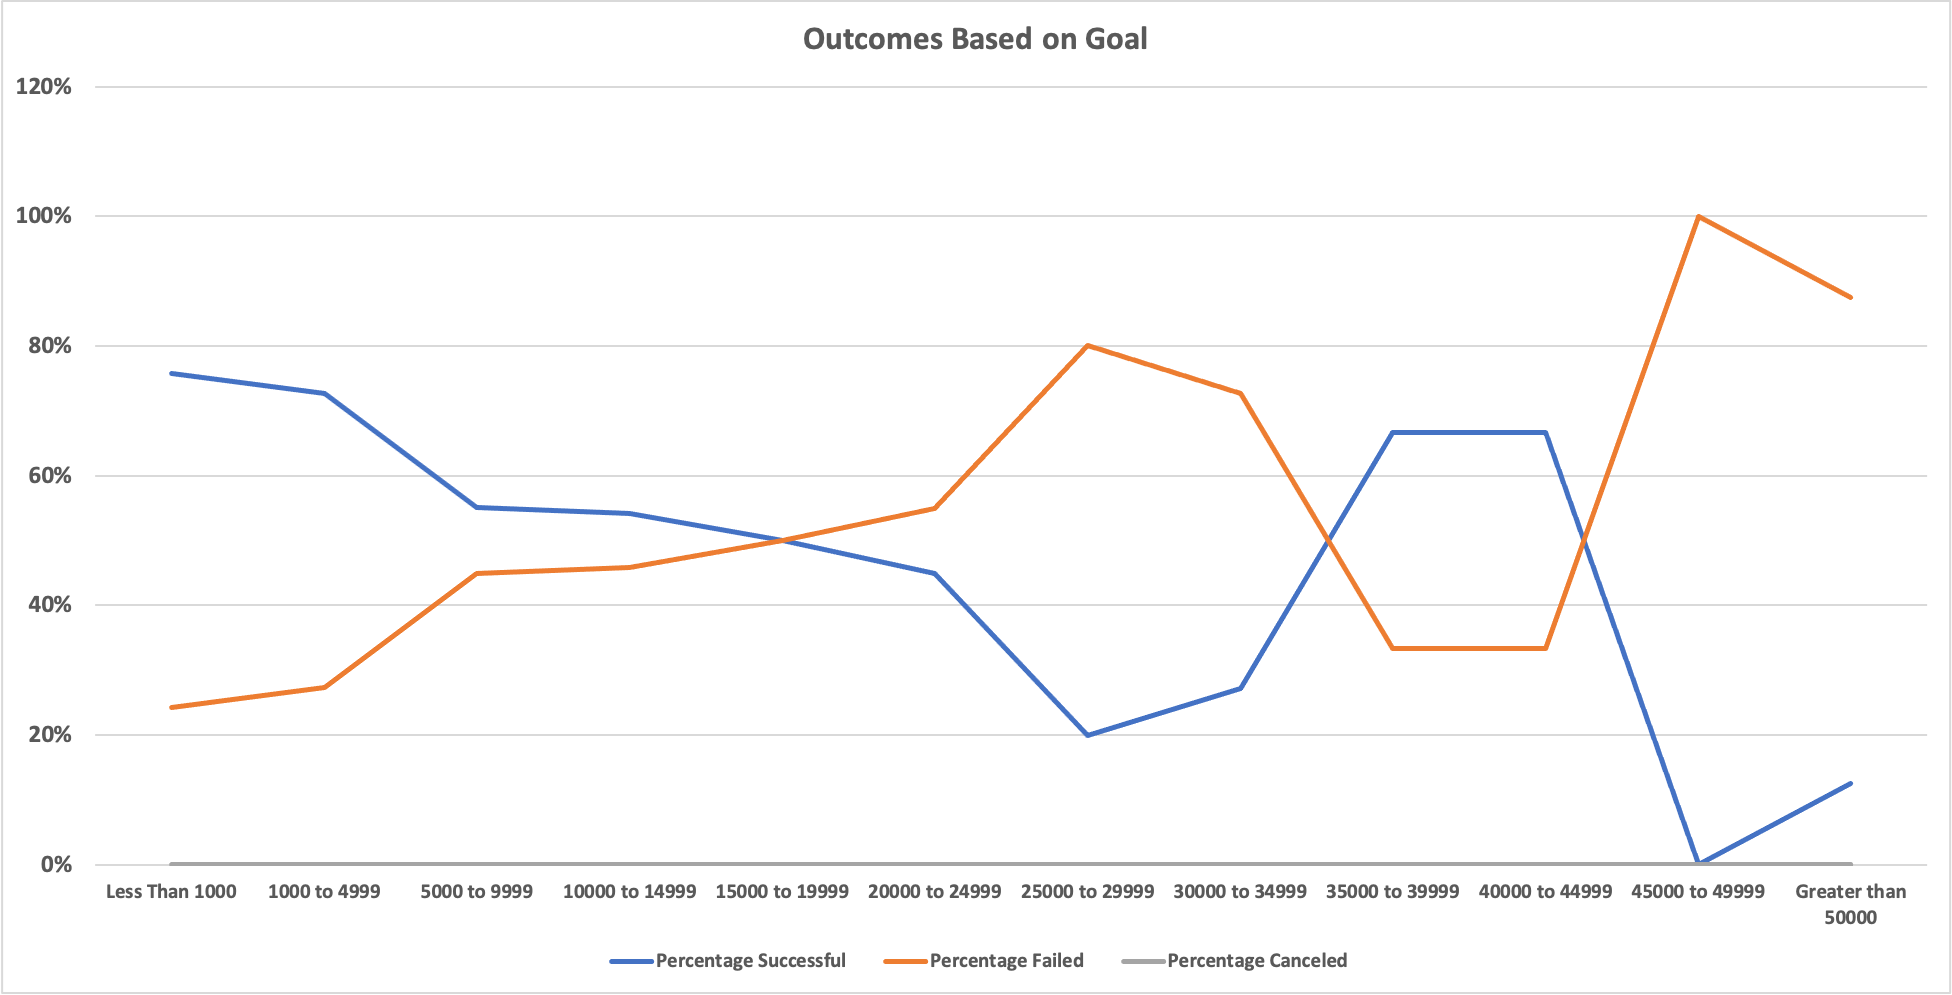 Outcomes Based on Goal
120%
100%
80%
60%
40%
20%
0%
Less Than 1000 1000 to 4999 5000 to 9999 10000 to 14999 15000 to 19999 20000 to 24999 25000 to 29999 30000 to 34999 35000 to 39999 40000 to 44999 45000 to 49999 Greater than
50000
Percentage Successful Percentage Failed Percentage Canceled